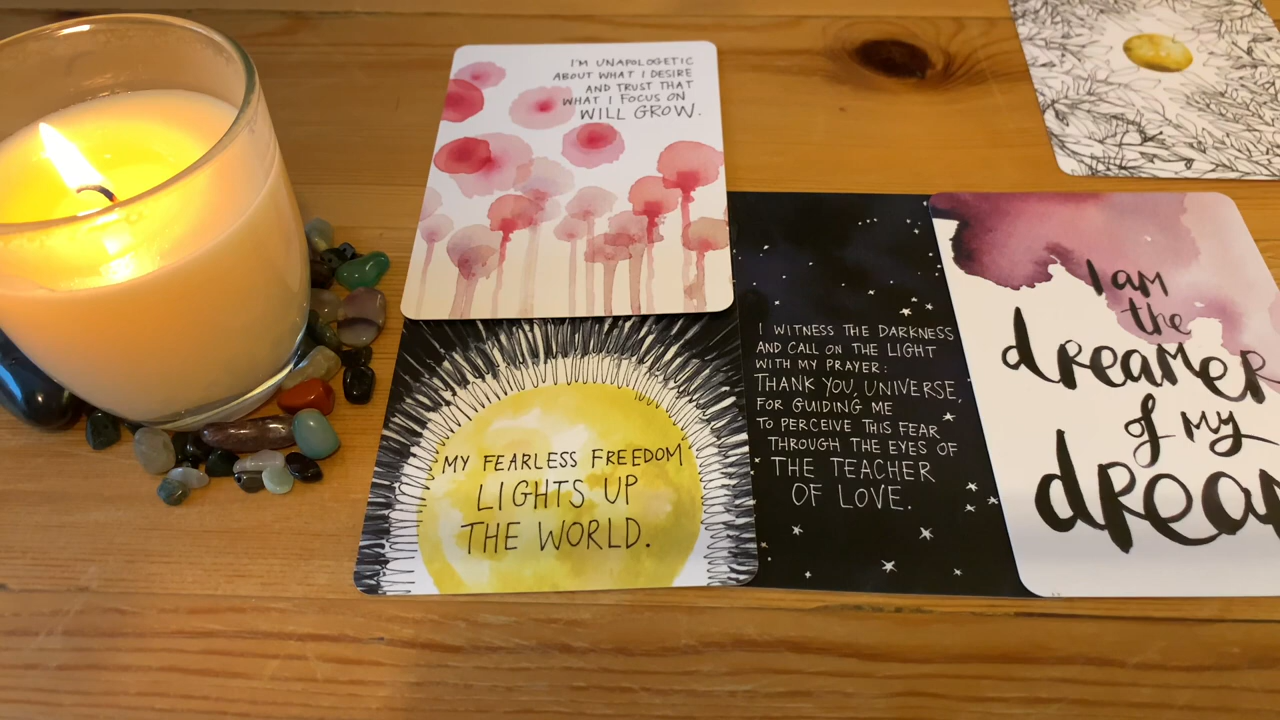 I'M UNAPOLOGETIC
ABOUT WHAT I DESIRE
AND TRUST THAT
WHAT I FOCUS ON
WILL GROW.
MY FEARLESS FREEDOM
LIGHTS UP
THE WORLD.
I WITNESS THE DARKNESS
AND CALL ON THE LIGHT
WITH MY PRAYER:
THANK YOU, UNIVERSE,
FOR GUIDING ME
TO PERCEIVE THIS FEAR
THROUGH THE EYES OF
THE TEACHER
OF LOVE.
I am
the
dreamer
of my